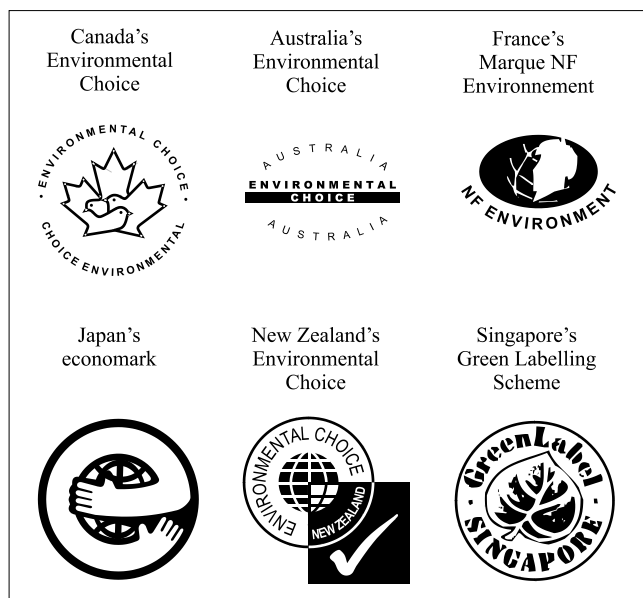 Canada's
Environmental
Choice
Australia's
Environmental
Choice
France's
Marque NF
Environnement
• ENVIRONMENTAL CHOICE •
CHOICE ENVIRONMENTAL
AUSTRALIA
ENVIRONMENTAL
CHOICE
AUSTRALIA
NF ENVIRONMENT
Japan's
economark
New Zealand's
Environmental
Choice
Singapore's
Green Labelling
Scheme
ENVIRONMENTAL CHOICE
NEW ZEALAND
GreenLabel
- SINGAPORE -